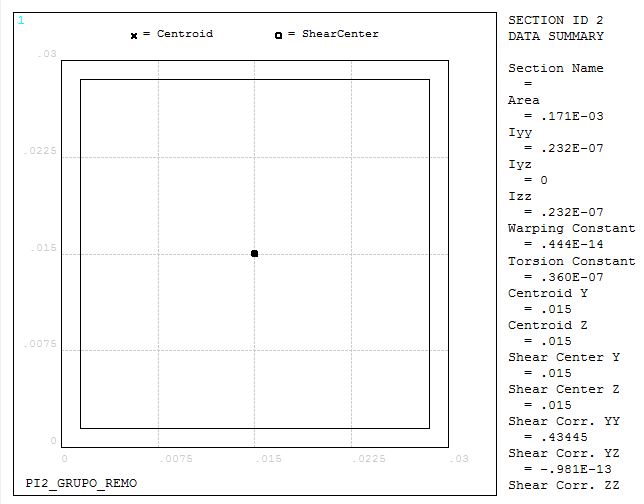 1
× = Centroid
= ShearCenter
.03
.0225
.015
.0075
0
0 .0075 .015 .0225 .03
PI2_GRUPO_REMO
SECTION ID 2
DATA SUMMARY
Section Name
=
Area
= .171E-03
Iyy
= .232E-07
Iyz
= 0
Izz
= .232E-07
Warping Constant
= .444E-14
Torsion Constant
= .360E-07
Centroid Y
= .015
Centroid Z
= .015
Shear Center Y
= .015
Shear Center Z
= .015
Shear Corr. YY
= .43445
Shear Corr. YZ
= -.981E-13
Shear Corr. ZZ